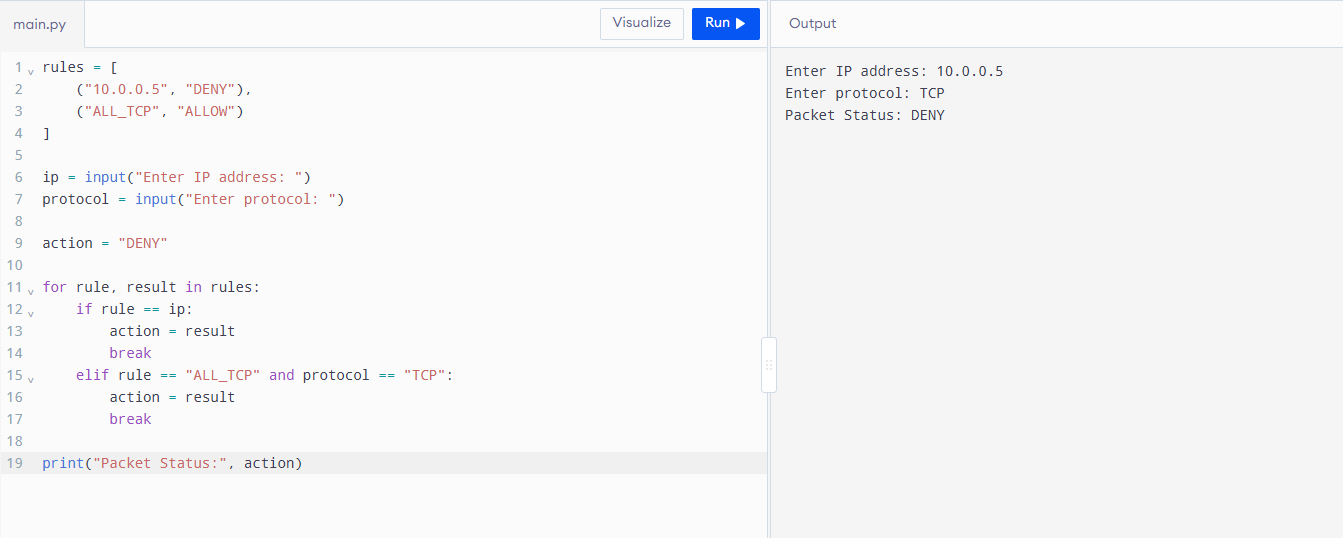 main.py
Visualize
Run
Output
1 rules = [
2     ("10.0.0.5", "DENY"),
3     ("ALL_TCP", "ALLOW")
4 ]
5
6 ip = input("Enter IP address: ")
7 protocol = input("Enter protocol: ")
8
9 action = "DENY"
10
11 for rule, result in rules:
12     if rule == ip:
13         action = result
14         break
15     elif rule == "ALL_TCP" and protocol == "TCP":
16         action = result
17         break
18
19 print("Packet Status:", action)
Enter IP address: 10.0.0.5
Enter protocol: TCP
Packet Status: DENY